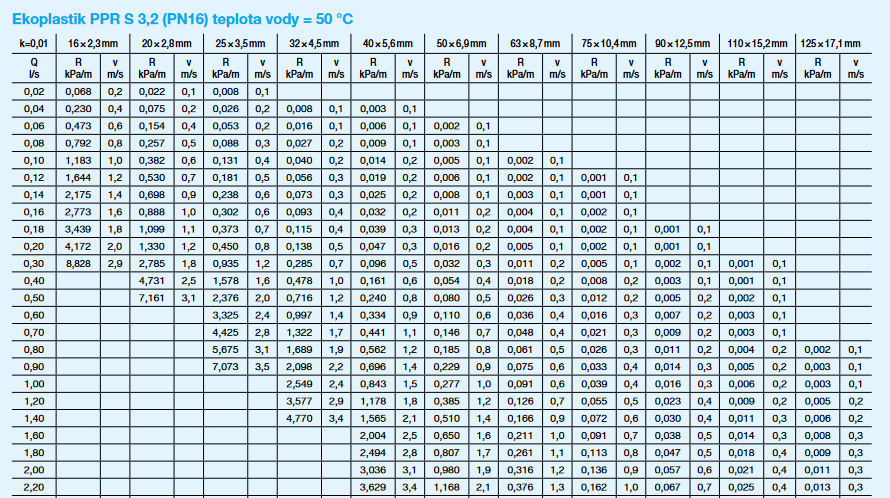 Ekoplastik PPR S 3,2 (PN16) teplota vody = 50 °C
k=0,01 16×2,3mm 20×2,8mm 25×3,5mm 32×4,5mm 40×5,6mm 50×6,9mm 63×8,7mm 75×10,4mm 90×12,5mm 110×15,2mm 125×17,1mm
Q R v R v R v R v R v R v R v R v R v R v R v
l/s kPa/m m/s kPa/m m/s kPa/m m/s kPa/m m/s kPa/m m/s kPa/m m/s kPa/m m/s kPa/m m/s kPa/m m/s kPa/m m/s kPa/m m/s
0,02 0,068 0,2 0,022 0,1 0,008 0,1
0,04 0,230 0,4 0,075 0,2 0,026 0,2 0,008 0,1 0,003 0,1
0,06 0,473 0,6 0,154 0,4 0,053 0,2 0,016 0,1 0,006 0,1 0,002 0,1
0,08 0,792 0,8 0,257 0,5 0,088 0,3 0,027 0,2 0,009 0,1 0,003 0,1
0,10 1,183 1,0 0,382 0,6 0,131 0,4 0,040 0,2 0,014 0,2 0,005 0,1 0,002 0,1
0,12 1,644 1,2 0,530 0,7 0,181 0,5 0,056 0,3 0,019 0,2 0,006 0,1 0,002 0,1 0,001 0,1
0,14 2,175 1,4 0,698 0,9 0,238 0,6 0,073 0,3 0,025 0,2 0,008 0,1 0,003 0,1 0,001 0,1
0,16 2,773 1,6 0,888 1,0 0,302 0,6 0,093 0,4 0,032 0,2 0,011 0,2 0,004 0,1 0,002 0,1
0,18 3,439 1,8 1,099 1,1 0,373 0,7 0,115 0,4 0,039 0,3 0,013 0,2 0,004 0,1 0,002 0,1 0,001 0,1
0,20 4,172 2,0 1,330 1,2 0,450 0,8 0,138 0,5 0,047 0,3 0,016 0,2 0,005 0,1 0,002 0,1 0,001 0,1
0,30 8,828 2,9 2,785 1,8 0,935 1,2 0,285 0,7 0,096 0,5 0,032 0,3 0,011 0,2 0,005 0,1 0,002 0,1 0,001 0,1
0,40 4,731 2,5 1,578 1,6 0,478 1,0 0,161 0,6 0,054 0,4 0,018 0,2 0,008 0,2 0,003 0,1 0,001 0,1
0,50 7,161 3,1 2,376 2,0 0,716 1,2 0,240 0,8 0,080 0,5 0,026 0,3 0,012 0,2 0,005 0,2 0,002 0,1
0,60 3,325 2,4 0,997 1,4 0,334 0,9 0,110 0,6 0,036 0,4 0,016 0,3 0,007 0,2 0,003 0,1
0,70 4,425 2,8 1,322 1,7 0,441 1,1 0,146 0,7 0,048 0,4 0,021 0,3 0,009 0,2 0,003 0,1
0,80 5,675 3,1 1,689 1,9 0,562 1,2 0,185 0,8 0,061 0,5 0,026 0,3 0,011 0,2 0,004 0,2 0,002 0,1
0,90 7,073 3,5 2,098 2,2 0,696 1,4 0,229 0,9 0,075 0,6 0,033 0,4 0,014 0,3 0,005 0,2 0,003 0,1
1,00 2,549 2,4 0,843 1,5 0,277 1,0 0,091 0,6 0,039 0,4 0,016 0,3 0,006 0,2 0,003 0,1
1,20 3,577 2,9 1,178 1,8 0,385 1,2 0,126 0,7 0,055 0,5 0,023 0,4 0,009 0,2 0,005 0,2
1,40 4,770 3,4 1,565 2,1 0,510 1,4 0,166 0,9 0,072 0,6 0,030 0,4 0,011 0,3 0,006 0,2
1,60 2,004 2,5 0,650 1,6 0,211 1,0 0,091 0,7 0,038 0,5 0,014 0,3 0,008 0,3
1,80 2,494 2,8 0,807 1,7 0,261 1,1 0,113 0,8 0,047 0,5 0,018 0,4 0,009 0,3
2,00 3,036 3,1 0,980 1,9 0,316 1,2 0,136 0,9 0,057 0,6 0,021 0,4 0,011 0,3
2,20 3,629 3,4 1,168 2,1 0,376 1,3 0,162 1,0 0,067 0,7 0,025 0,4 0,013 0,3